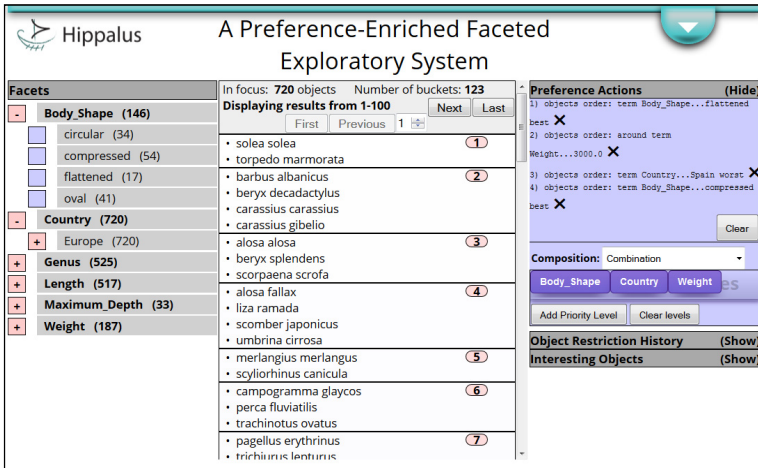 Hippalus
A Preference-Enriched Faceted
Exploratory System
Facets
- Body_Shape (146)
circular (34)
compressed (54)
flattened (17)
oval (41)
- Country (720)
+ Europe (720)
+ Genus (525)
+ Length (517)
+ Maximum_Depth (33)
+ Weight (187)
In focus: 720 objects Number of buckets: 123
Displaying results from 1-100 Next Last
First Previous 1
• solea solea 1
• torpedo marmorata
• barbus albanicus 2
• beryx decadactylus
• carassius carassius
• carassius gibelio
• alosa alosa 3
• beryx splendens
• scorpaena scrofa
• alosa fallax 4
• liza ramada
• scomber japonicus
• umbrina cirrosa
• merlangius merlangus 5
• scyliorhinus canicula
• campogramma glaycos 6
• perca fluviatilis
• trachinotus ovatus
• pagellus erythrinus 7
• trichiurus lepturus
Preference Actions (Hide)
1) objects order: term Body_Shape...flattened
best X
2) objects order: around term
Weight...3000.0 X
3) objects order: term Country...Spain worst X
4) objects order: term Body_Shape...compressed
best X
Clear
Composition: Combination
Body_Shape Country Weight es
Add Priority Level Clear levels
Object Restriction History (Show)
Interesting Objects (Show)